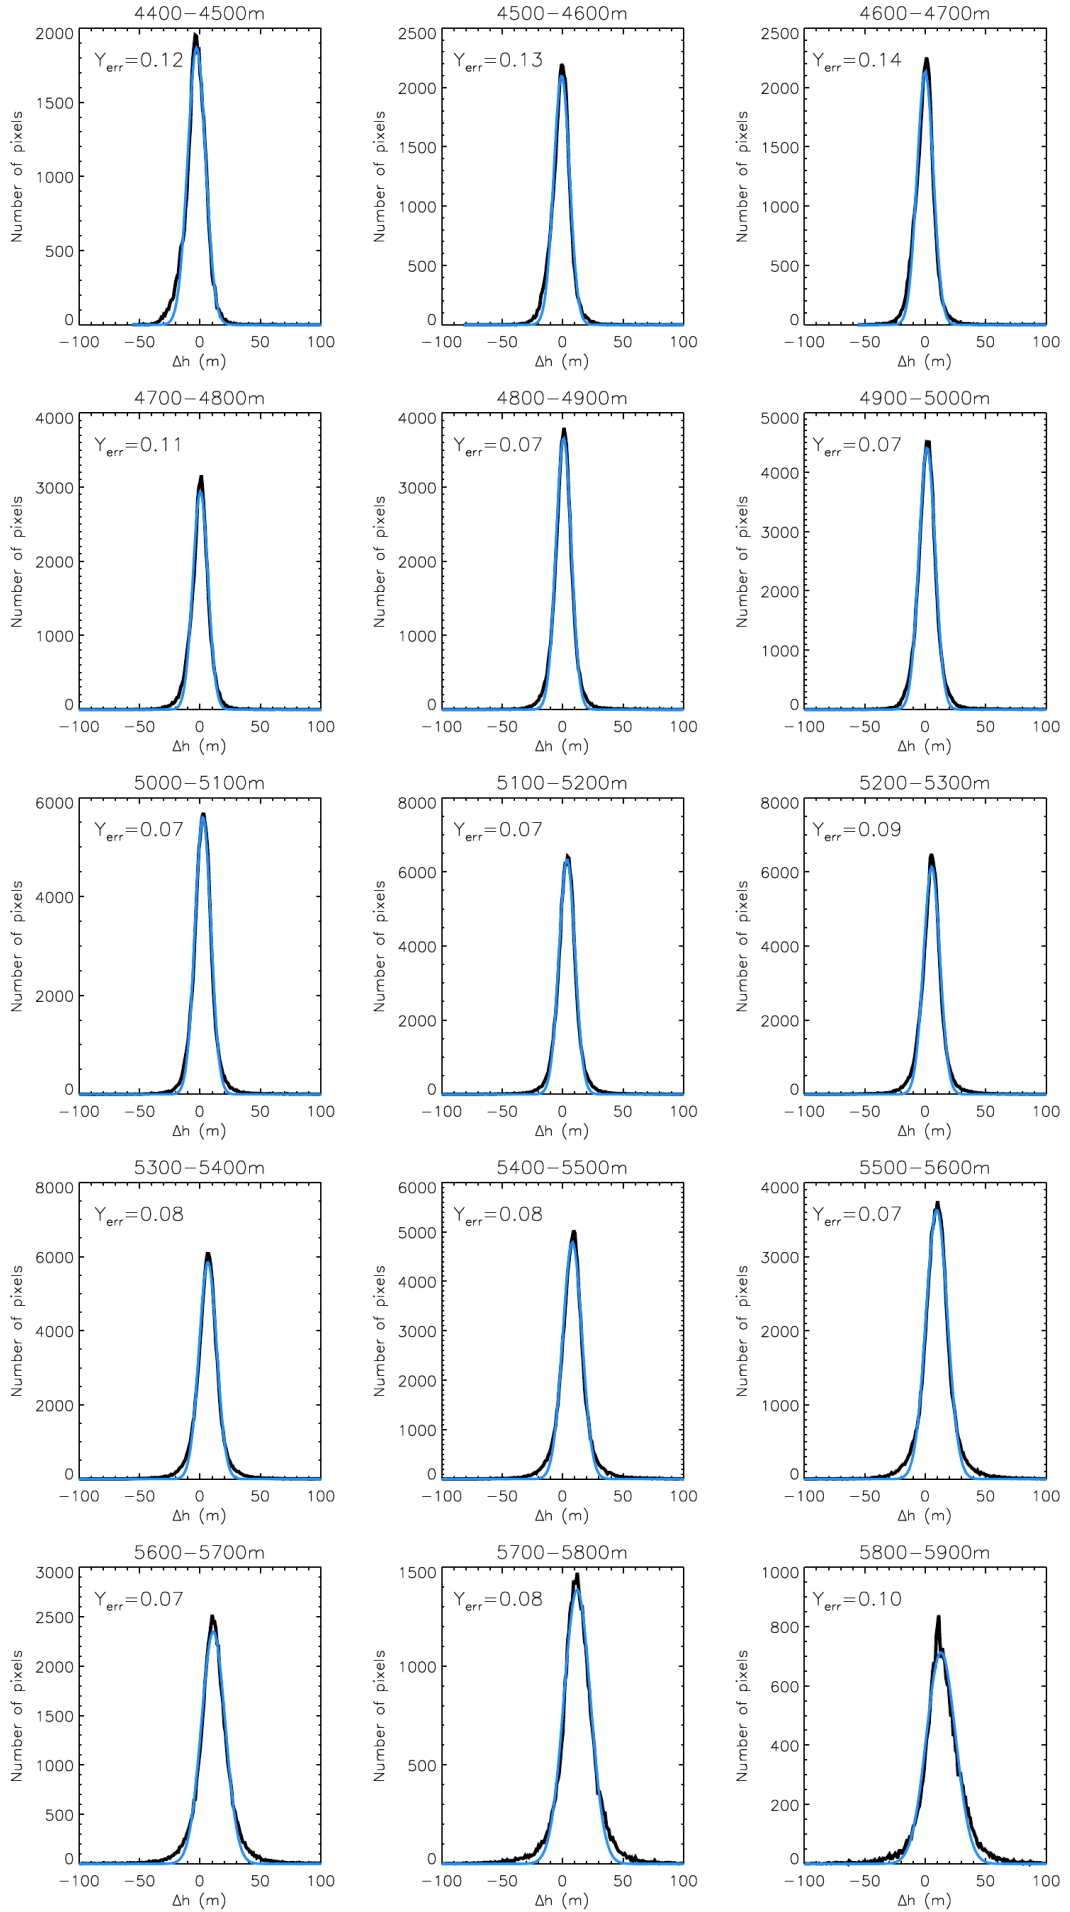 4400-4500m 4500-4600m 4600-4700m
Y_err=0.12 Y_err=0.13 Y_err=0.14
Number of pixels Number of pixels Number of pixels
2000 1500 1000 500 0
2500 2000 1500 1000 500 0
2500 2000 1500 1000 500 0
-100 -50 0 50 100 -100 -50 0 50 100 -100 -50 0 50 100
Δh (m) Δh (m) Δh (m)
4700-4800m 4800-4900m 4900-5000m
Y_err=0.11 Y_err=0.07 Y_err=0.07
Number of pixels Number of pixels Number of pixels
4000 3000 2000 1000 0
4000 3000 2000 1000 0
5000 4000 3000 2000 1000 0
-100 -50 0 50 100 -100 -50 0 50 100 -100 -50 0 50 100
Δh (m) Δh (m) Δh (m)
5000-5100m 5100-5200m 5200-5300m
Y_err=0.07 Y_err=0.07 Y_err=0.09
Number of pixels Number of pixels Number of pixels
6000 4000 2000 0
8000 6000 4000 2000 0
8000 6000 4000 2000 0
-100 -50 0 50 100 -100 -50 0 50 100 -100 -50 0 50 100
Δh (m) Δh (m) Δh (m)
5300-5400m 5400-5500m 5500-5600m
Y_err=0.08 Y_err=0.08 Y_err=0.07
Number of pixels Number of pixels Number of pixels
8000 6000 4000 2000 0
6000 5000 4000 3000 2000 1000 0
4000 3000 2000 1000 0
-100 -50 0 50 100 -100 -50 0 50 100 -100 -50 0 50 100
Δh (m) Δh (m) Δh (m)
5600-5700m 5700-5800m 5800-5900m
Y_err=0.07 Y_err=0.08 Y_err=0.10
Number of pixels Number of pixels Number of pixels
3000 2500 2000 1500 1000 500 0
1500 1000 500 0
1000 800 600 400 200 0
-100 -50 0 50 100 -100 -50 0 50 100 -100 -50 0 50 100
Δh (m) Δh (m) Δh (m)